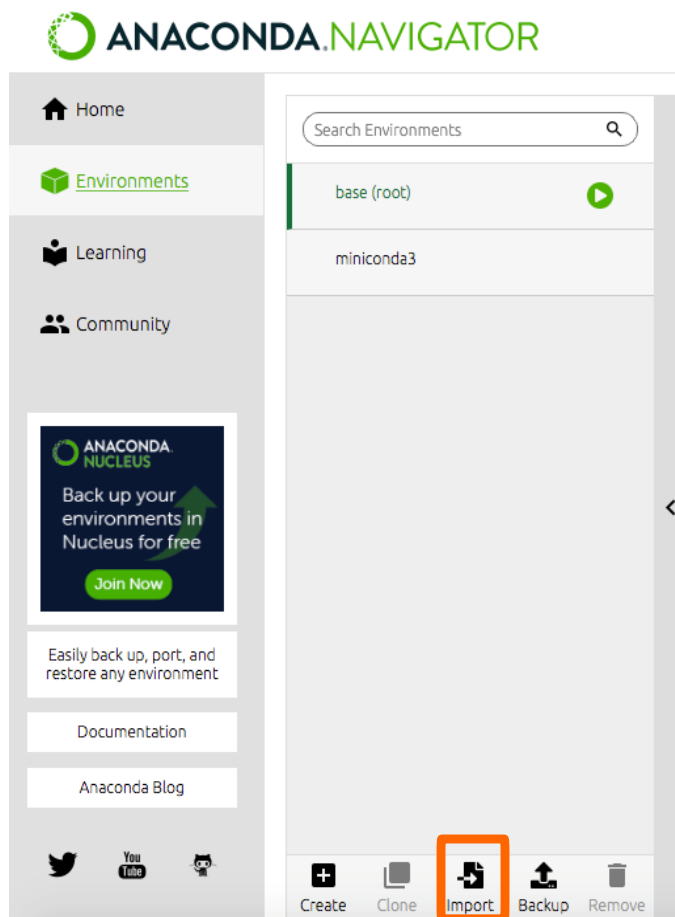 ANACONDA.NAVIGATOR
Home
Environments
Learning
Community
ANACONDA.
NUCLEUS
Back up your
environments in
Nucleus for free
Join Now
Easily back up, port, and
restore any environment
Documentation
Anaconda Blog
You
Tube
Search Environments
base (root)
miniconda3
Create
Clone
Import
Backup
Remove